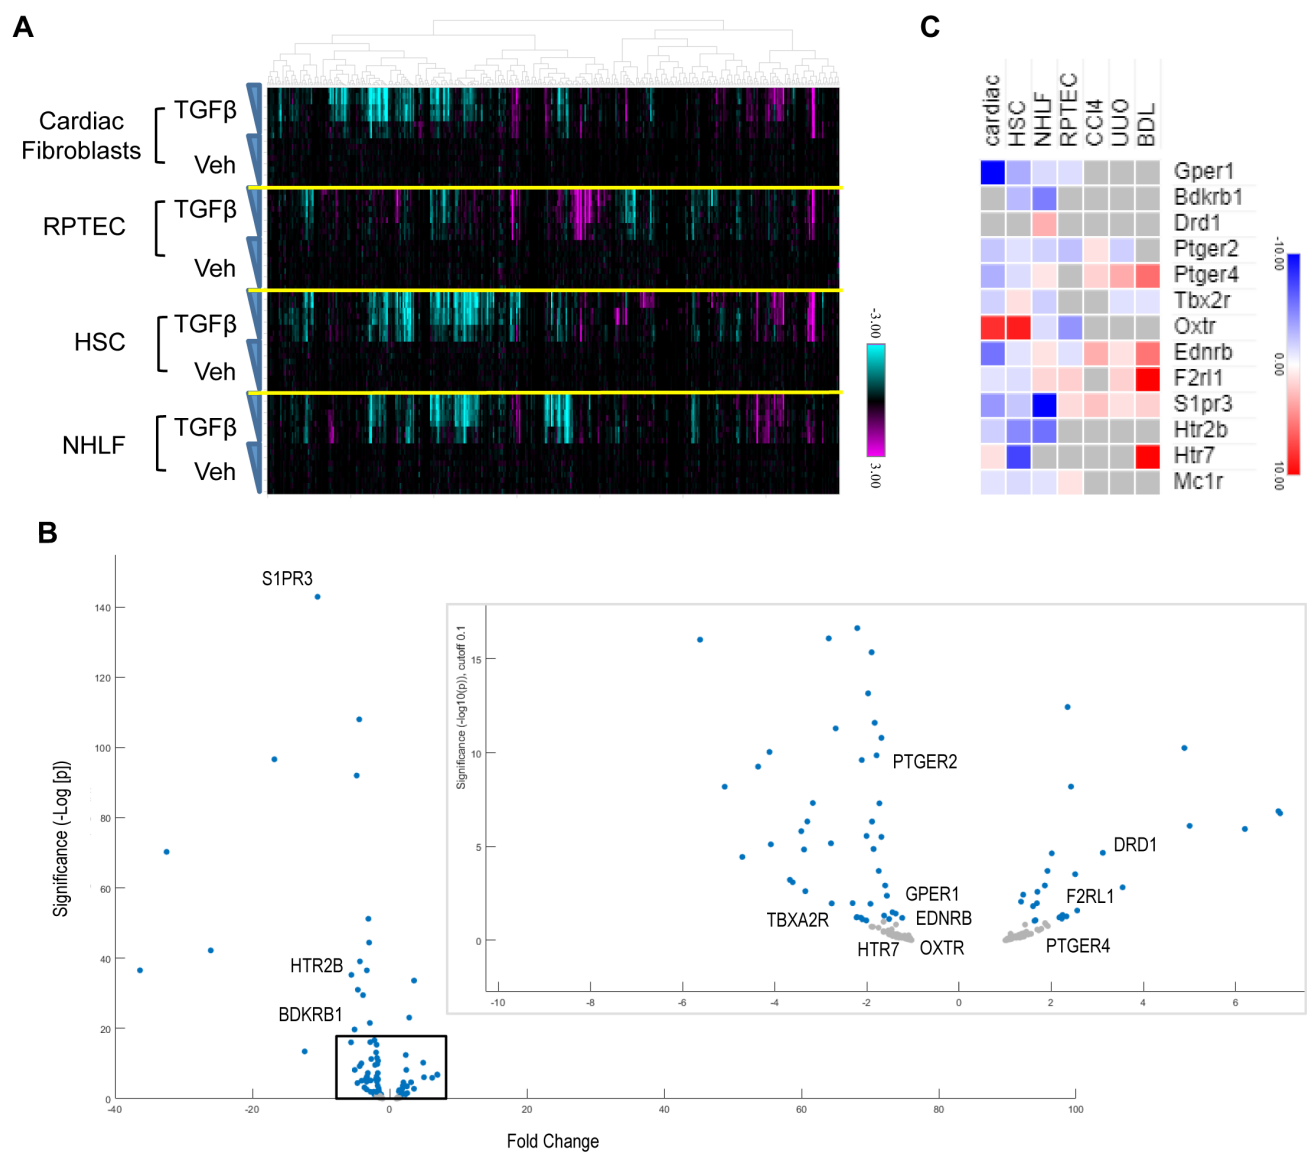 A
Cardiac
Fibroblasts
TGFβ
Veh
RPTEC
TGFβ
Veh
HSC
TGFβ
Veh
NHLF
TGFβ
Veh
-3.00
3.00
C
cardiac
HSC
NHLF
RPTEC
CCl4
UUO
BDL
Gper1
Bdkrb1
Drd1
Ptger2
Ptger4
Tbx2r
Oxtr
Ednrb
F2rl1
S1pr3
Htr2b
Htr7
Mc1r
-10.00
0.00
10.00
B
Significance (-Log [p])
140
120
100
80
60
40
20
0
-40
-20
0
20
40
60
80
100
Fold Change
S1PR3
HTR2B
BDKRB1
Significance (-log10(p)), cutoff 0.1
15
10
5
0
-10
-8
-6
-4
-2
0
2
4
6
PTGER2
DRD1
GPER1
F2RL1
TBXA2R
EDNRB
HTR7
OXTR
PTGER4